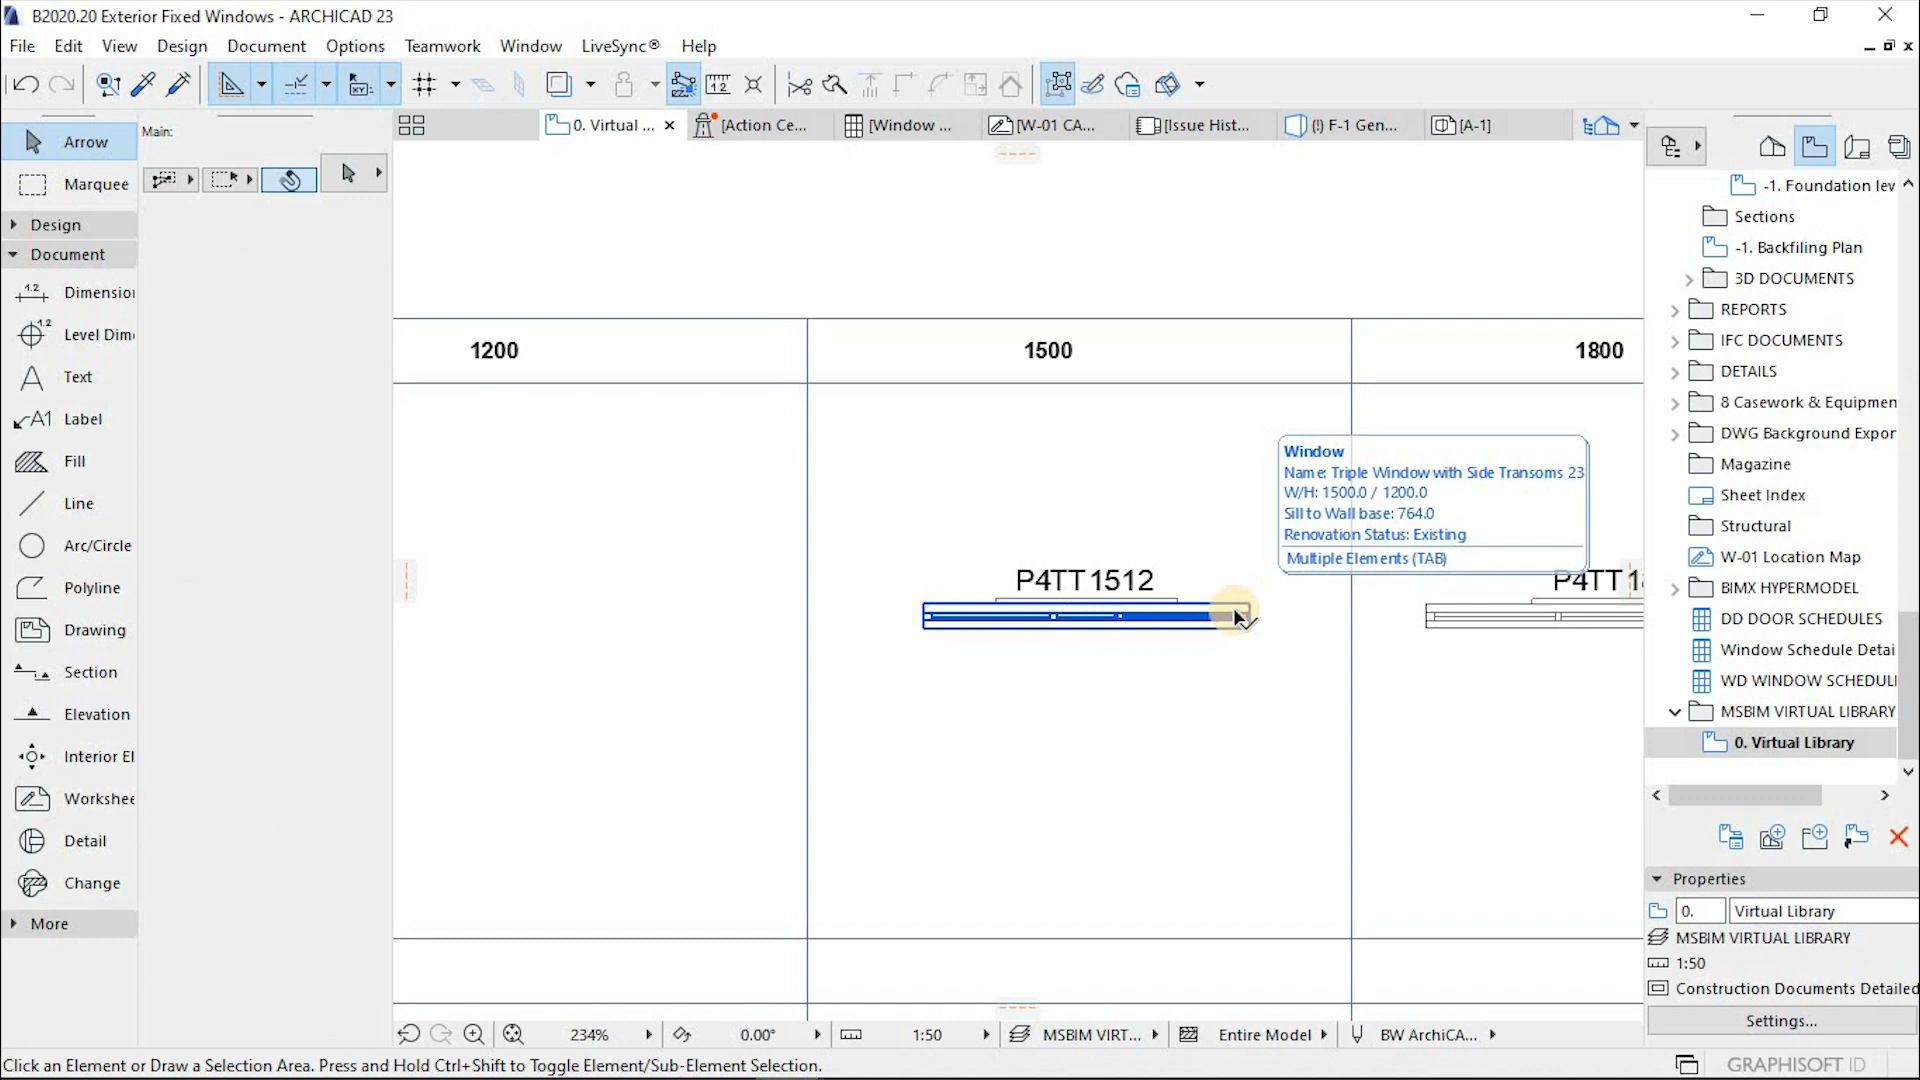 B2020.20 Exterior Fixed Windows - ARCHICAD 23
File Edit View Design Document Options Teamwork Window LiveSync® Help
0. Virtual ...
[Action Ce...
[Window ...
[W-01 CA...
[Issue Hist...
(!) F-1 Gen...
[A-1]
Arrow
Marquee
Design
Document
Dimensio
Level Dim
Text
Label
Fill
Line
Arc/Circle
Polyline
Drawing
Section
Elevation
Interior El
Workshee
Detail
Change
More
Main:
1200
1500
1800
Window
Name: Triple Window with Side Transoms 23
W/H: 1500.0 / 1200.0
Sill to Wall base: 764.0
Renovation Status: Existing
Multiple Elements (TAB)
P4TT1512
P4TT
-1. Foundation lev
Sections
-1. Backfiling Plan
3D DOCUMENTS
REPORTS
IFC DOCUMENTS
DETAILS
8 Casework & Equipmen
DWG Background Expor
Magazine
Sheet Index
Structural
W-01 Location Map
BIMX HYPERMODEL
DD DOOR SCHEDULES
Window Schedule Detai
WD WINDOW SCHEDULI
MSBIM VIRTUAL LIBRARY
0. Virtual Library
Properties
0. Virtual Library
MSBIM VIRTUAL LIBRARY
1:50
Construction Documents Detailed
Settings...
234%
0.00°
1:50
MSBIM VIRT...
Entire Model
BW ArchiCA...
Click an Element or Draw a Selection Area. Press and Hold Ctrl+Shift to Toggle Element/Sub-Element Selection.
GRAPHISOFT ID